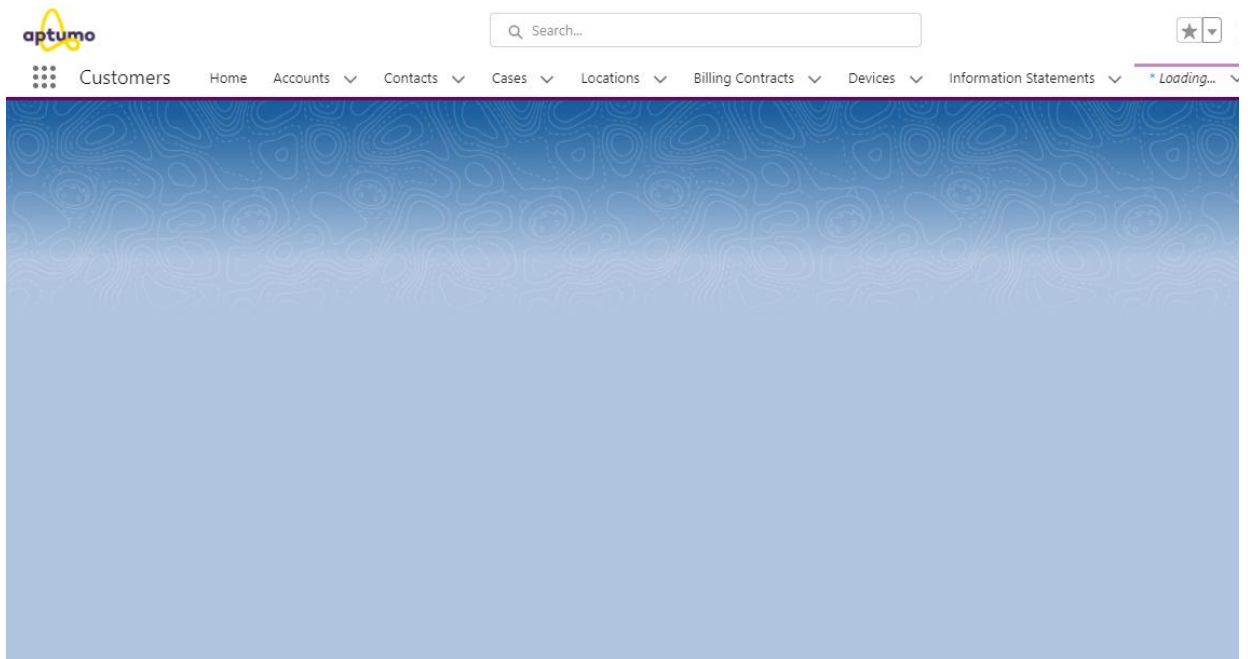 aptumo
Search...
Customers Home Accounts Contacts Cases Locations Billing Contracts Devices Information Statements * Loading...